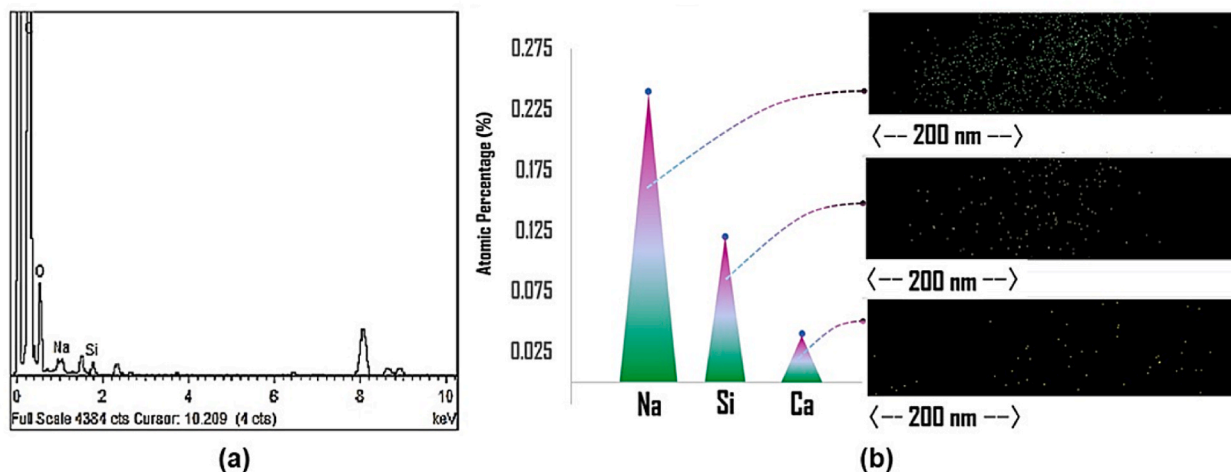 C
O
Na
Si
0 2 4 6 8 10
Full Scale 4384 cts Cursor: 10.209 (4 cts) keV
(a)
Atomic Percentage (%)
0.275
0.225
0.175
0.125
0.075
0.025
Na Si Ca
〈-- 200 nm --〉
〈-- 200 nm --〉
〈-- 200 nm --〉
(b)